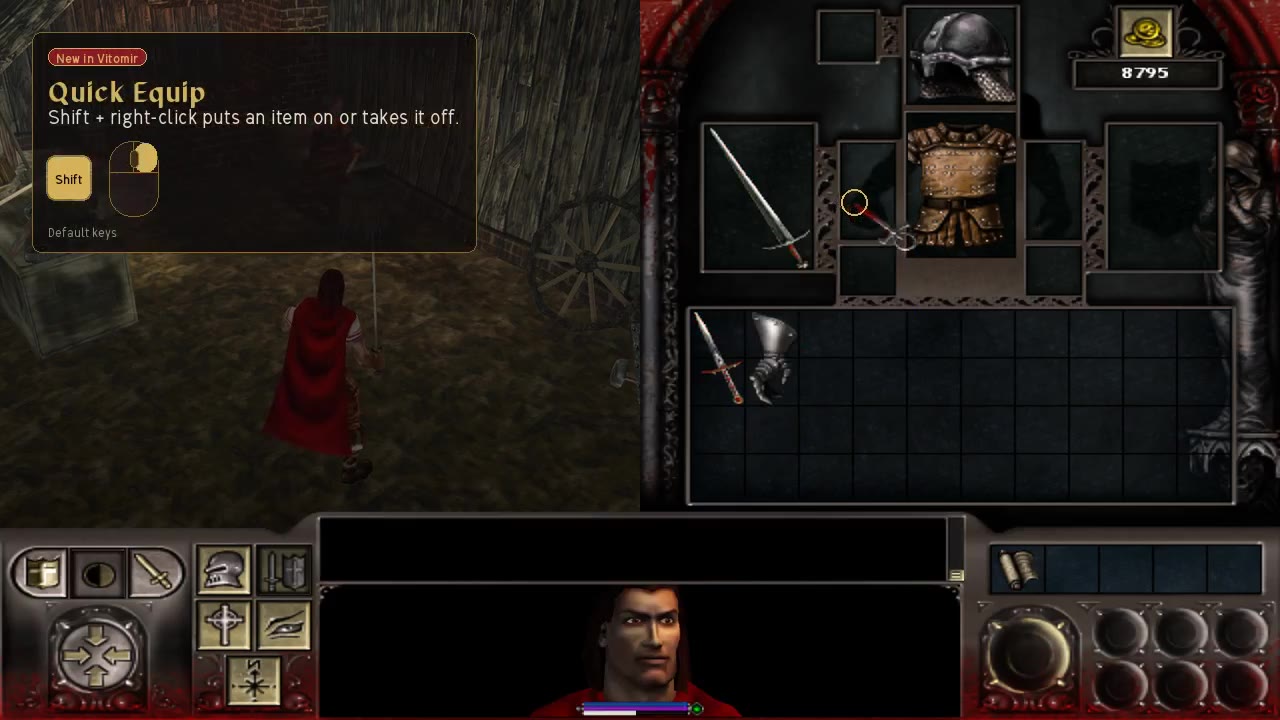 New in Vitomir
Quick Equip
Shift + right-click puts an item on or takes it off.
Shift
Default keys
8795